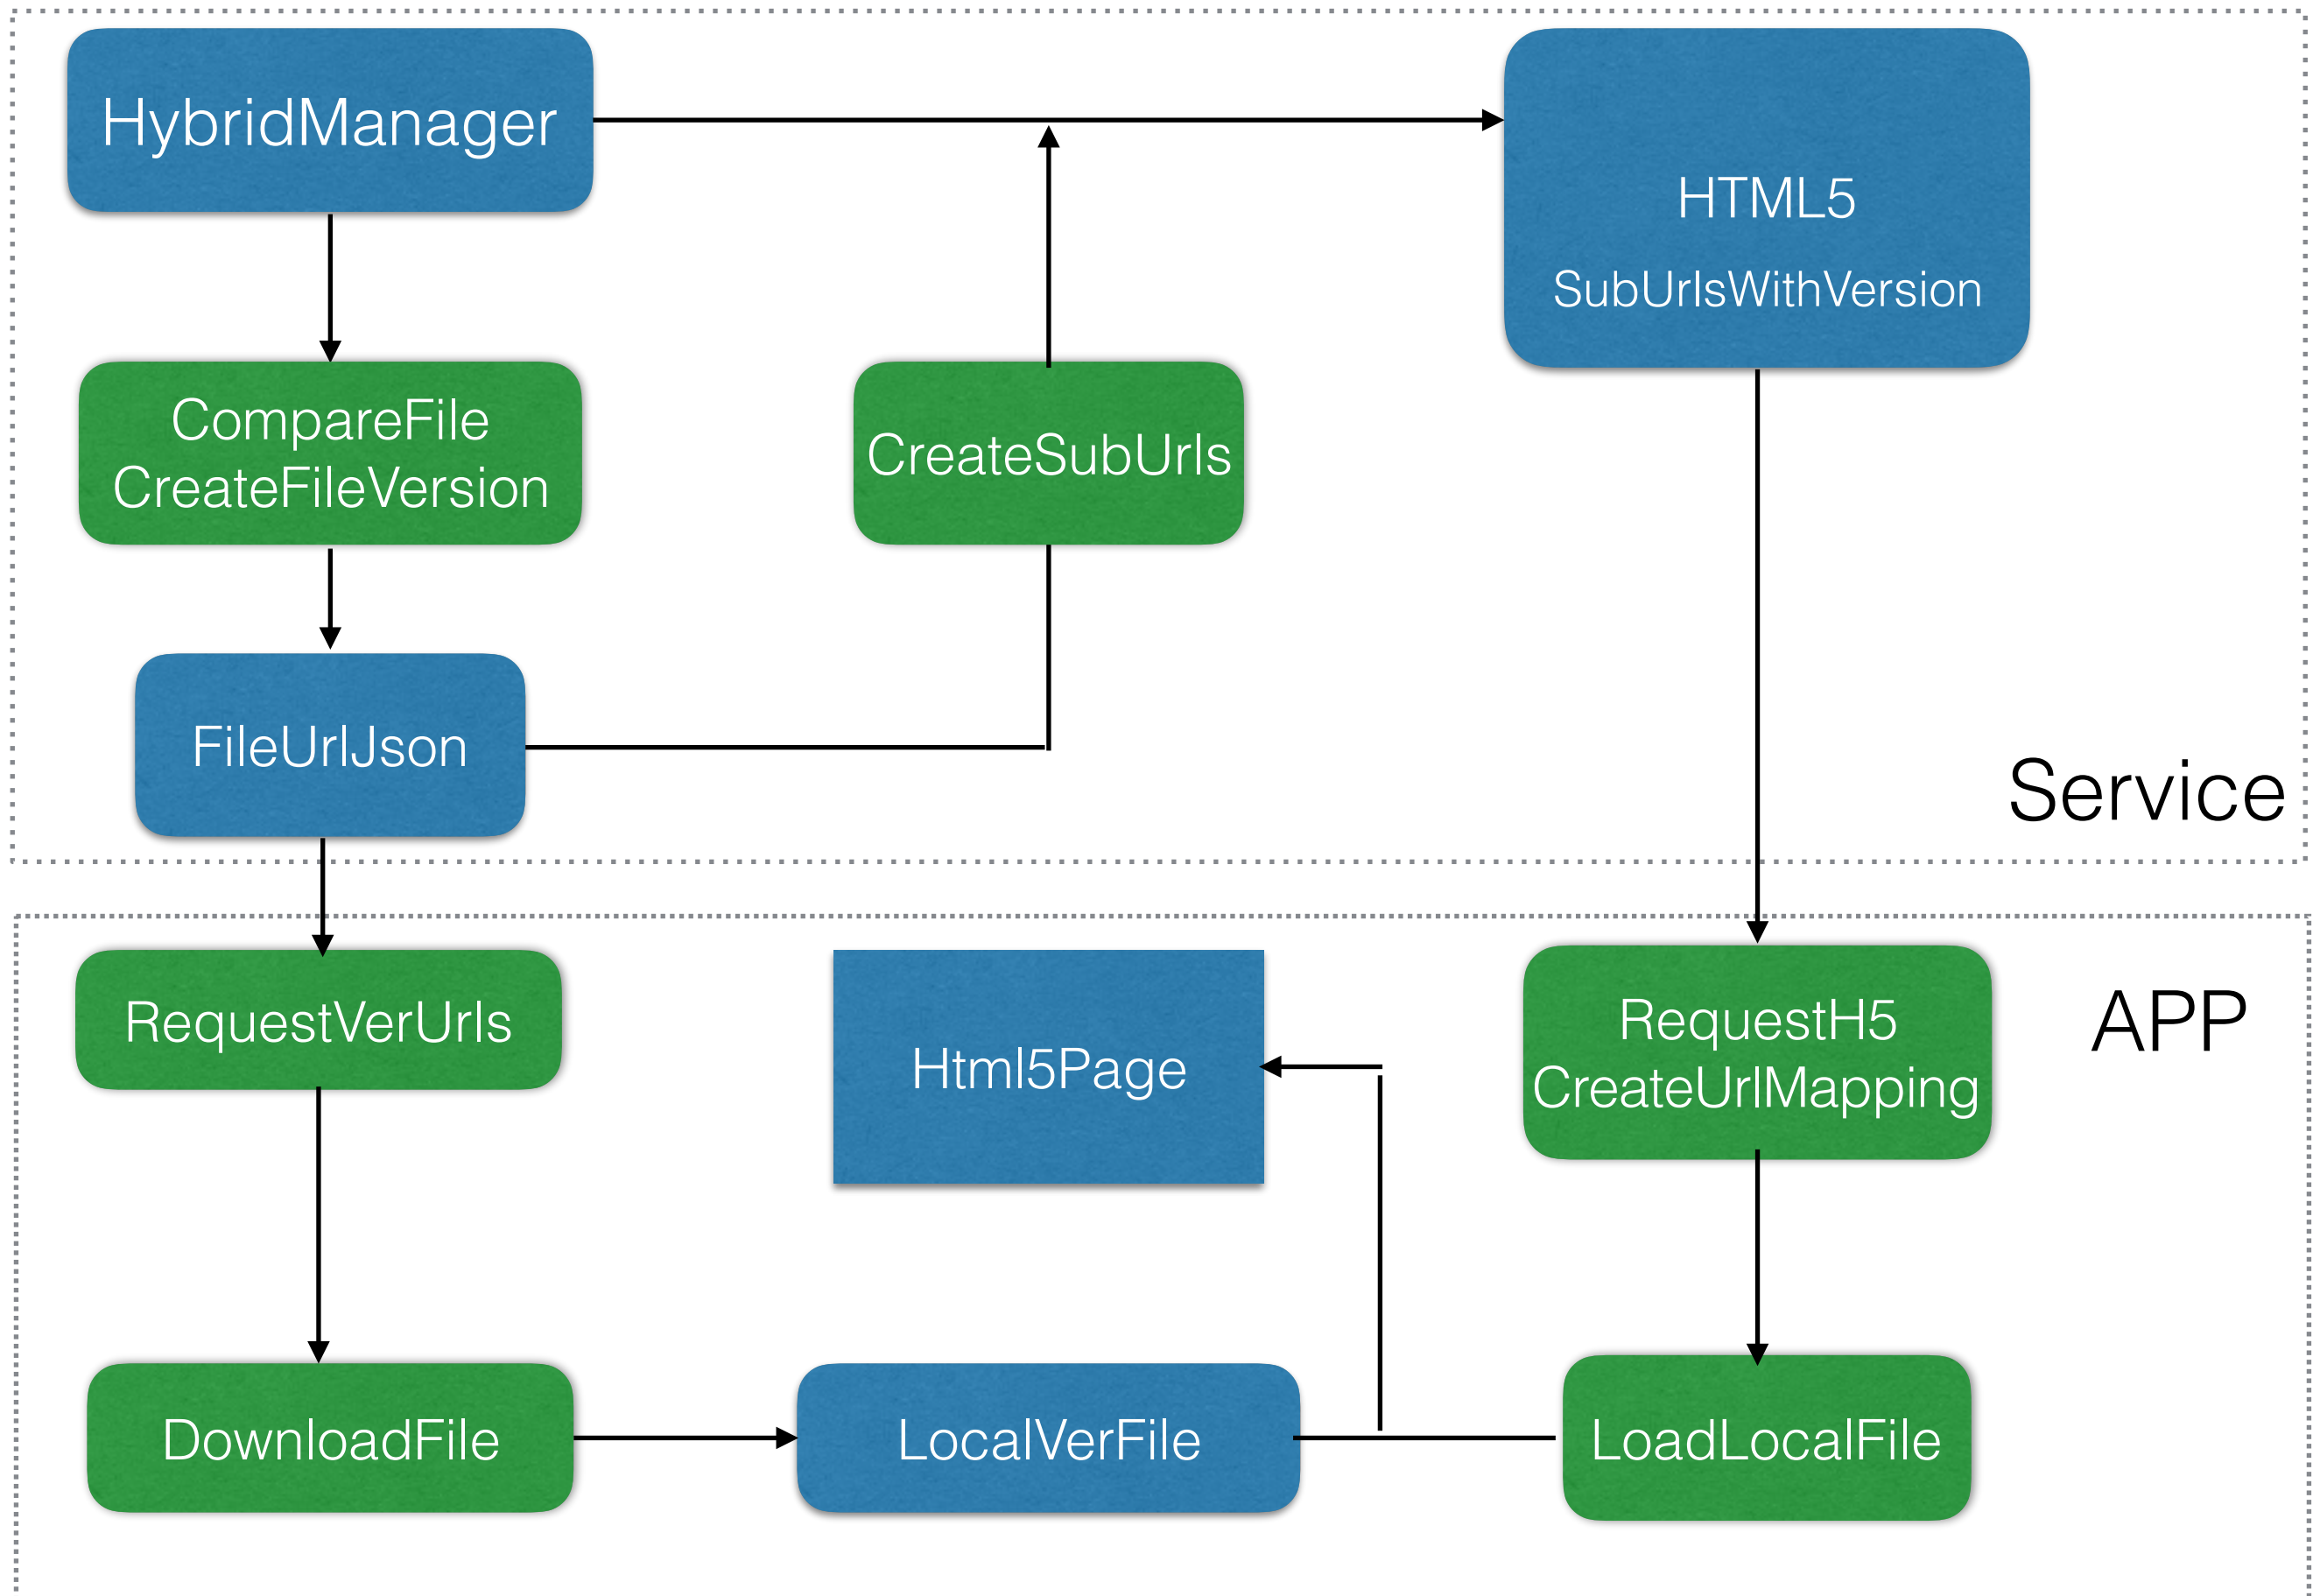 HybridManager
HTML5
SubUrlsWithVersion
CompareFile
CreateFileVersion
CreateSubUrls
FileUrlJson
Service
RequestVerUrls
Html5Page
RequestH5
CreateUrlMapping
APP
DownloadFile
LocalVerFile
LoadLocalFile